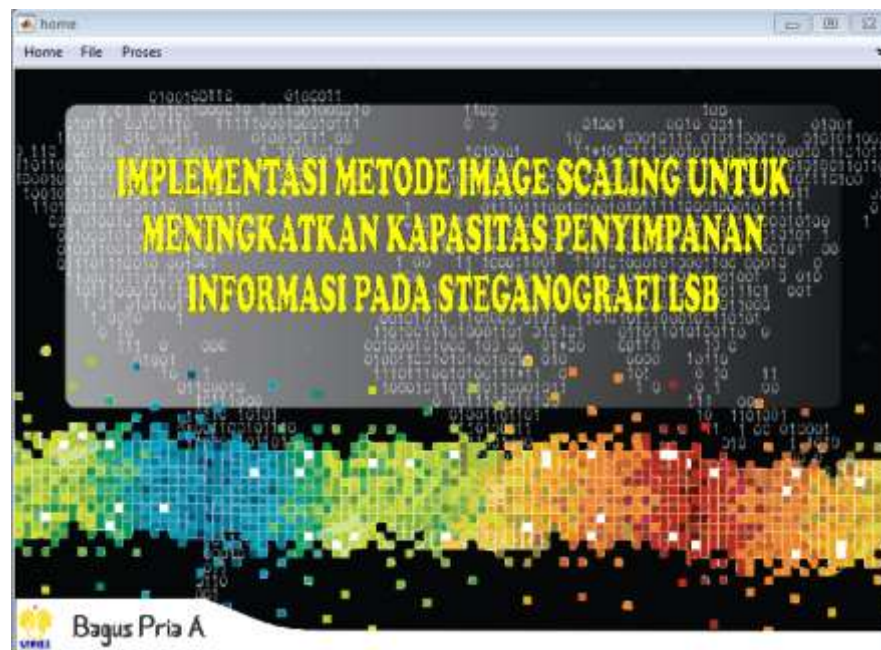 home
Home File Proses
IMPLEMENTASI METODE IMAGE SCALING UNTUK
MENINGKATKAN KAPASITAS PENYIMPANAN
INFORMASI PADA STEGANOGRAFI LSB
Bagus Pria A